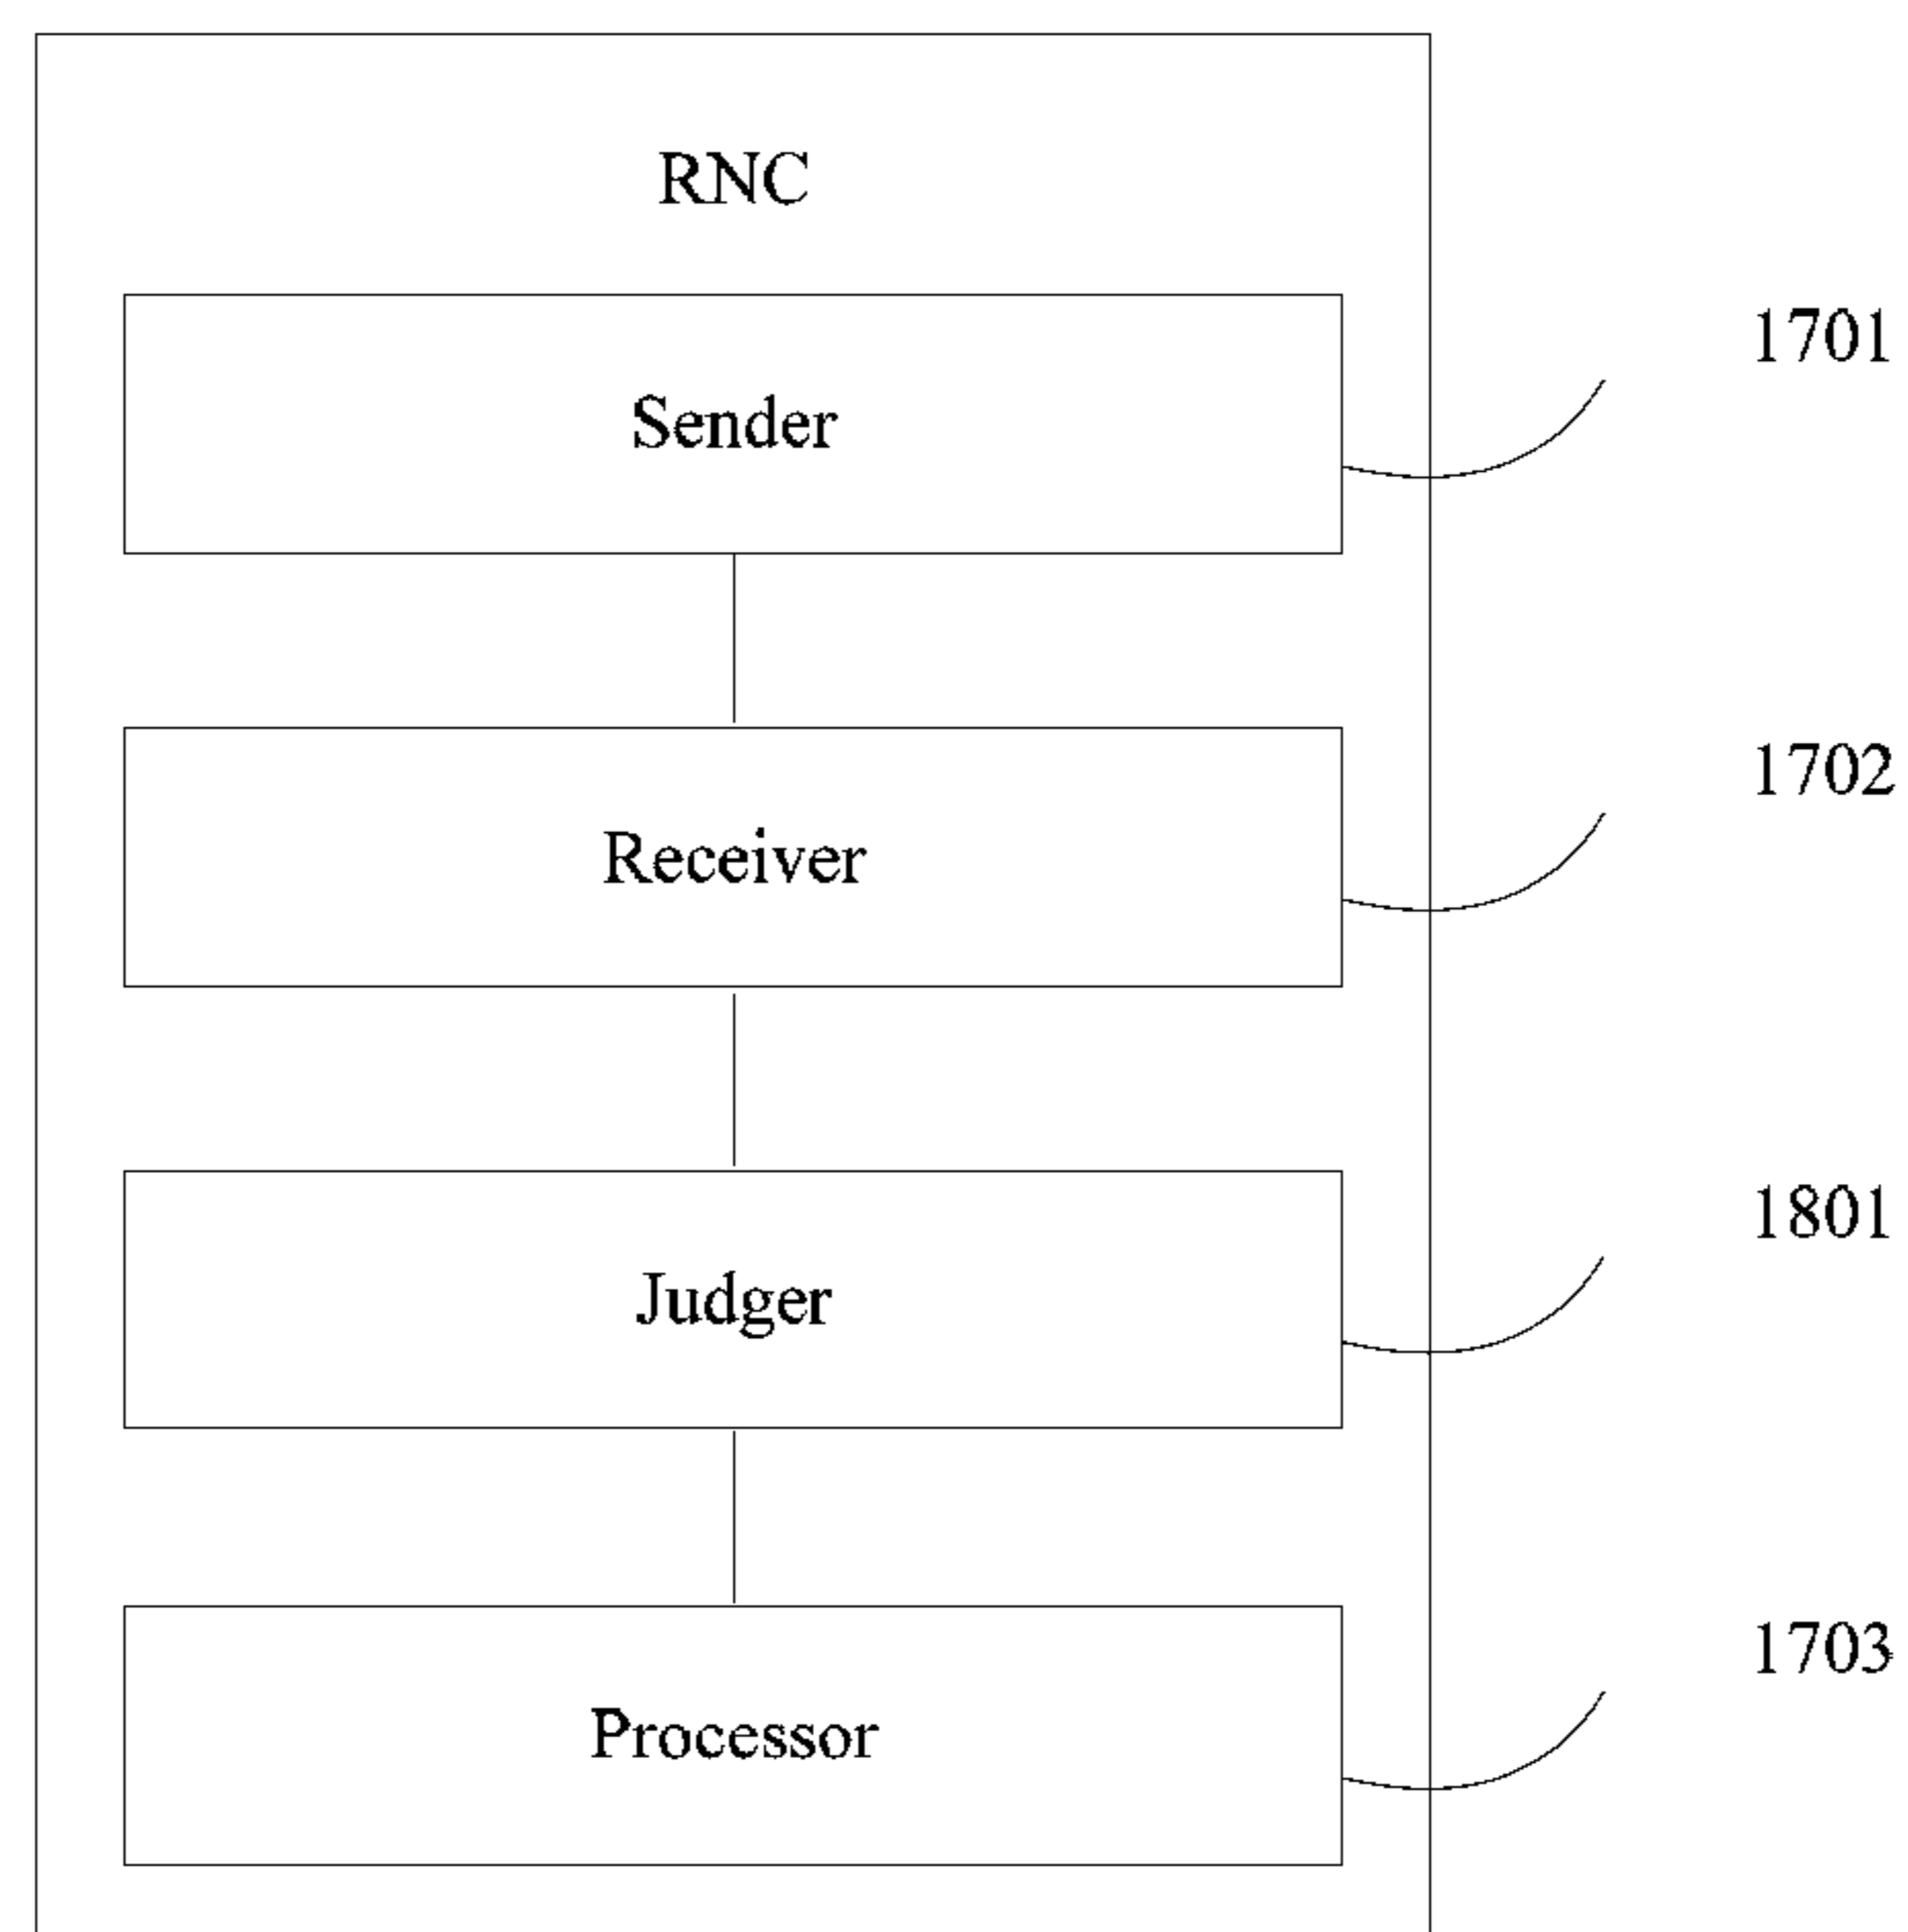 RNC
1701
Sender
1702
Receiver
1801
Judger
1703
Processor